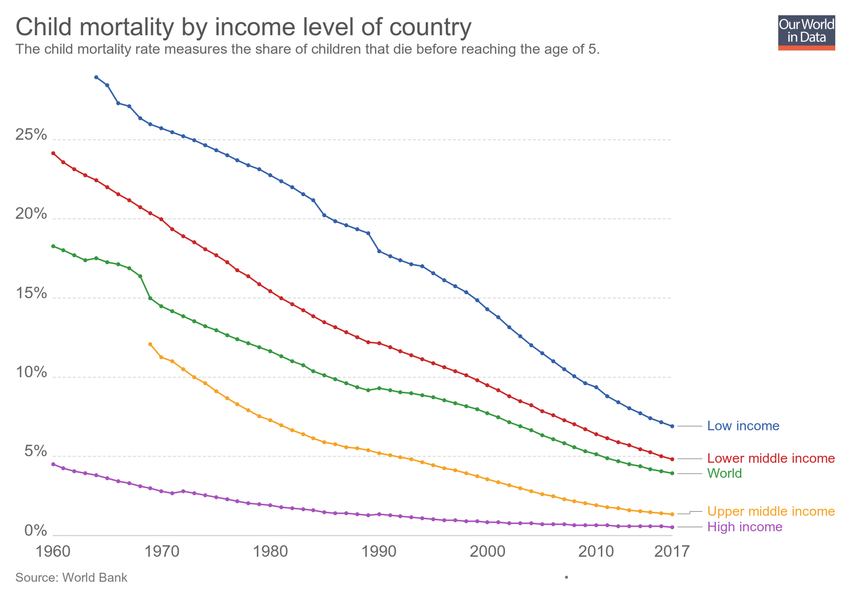 Child mortality by income level of country
The child mortality rate measures the share of children that die before reaching the age of 5.
Our World
in Data
25%
20%
15%
10%
5%
0%
Low income
Lower middle income
World
Upper middle income
High income
1960 1970 1980 1990 2000 2010 2017
Source: World Bank